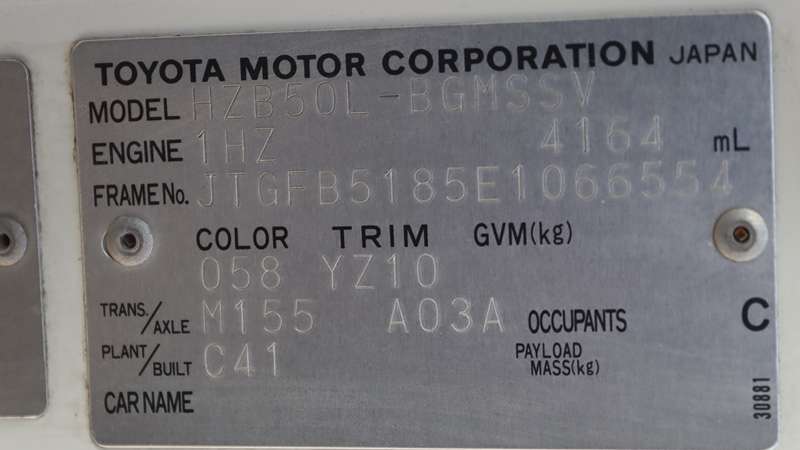 TOYOTA MOTOR CORPORATION JAPAN
MODEL HZB50L-BGMSSV
ENGINE 1HZ 4164 mL
FRAME No. JTGFB5185E1066554
COLOR TRIM GVM(kg)
058 YZ10
TRANS./AXLE M155 A03A OCCUPANTS C
PLANT/BUILT C41 PAYLOAD MASS(kg)
CAR NAME
30881